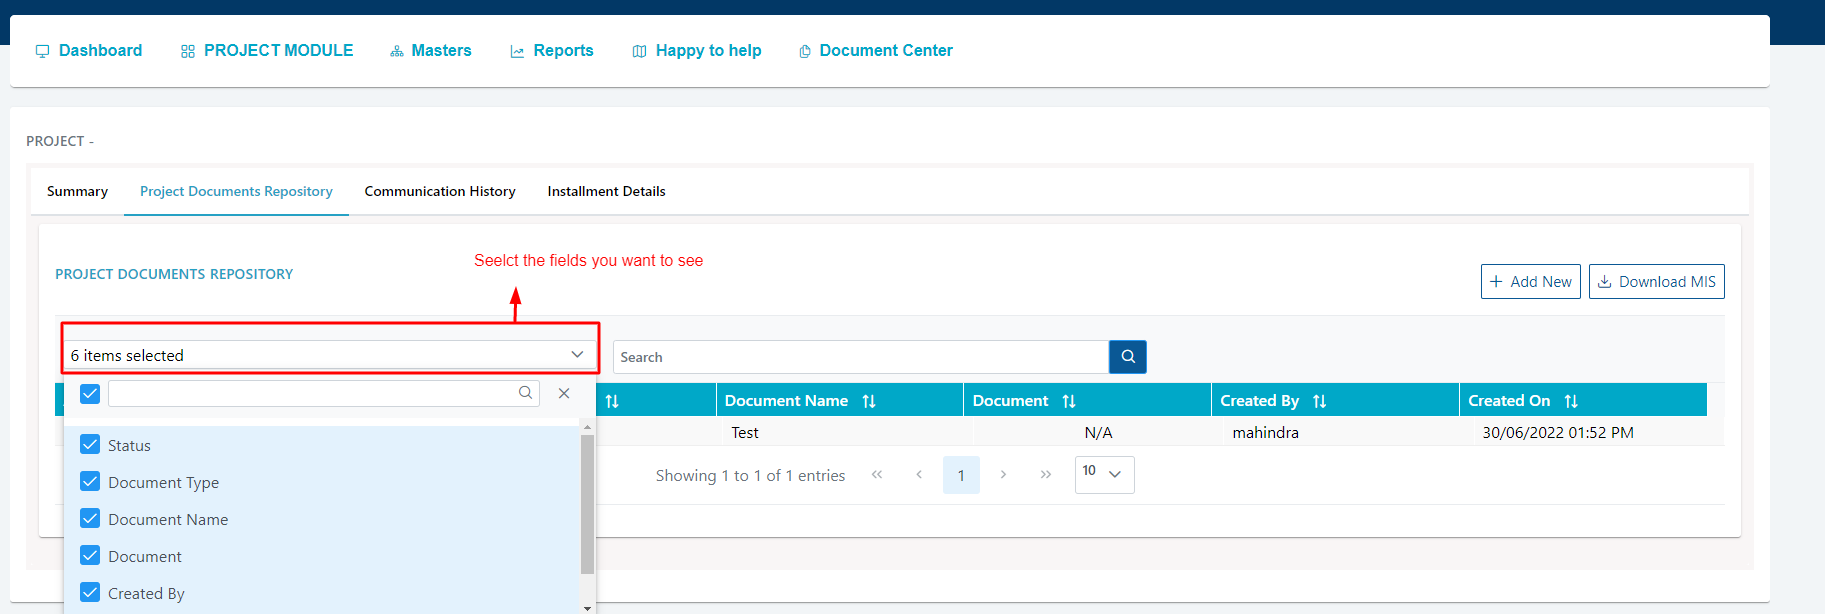 Dashboard PROJECT MODULE Masters Reports Happy to help Document Center
PROJECT -
Summary Project Documents Repository Communication History Installment Details
Seelct the fields you want to see
PROJECT DOCUMENTS REPOSITORY
+ Add New Download MIS
6 items selected
Search
Document Name Document Created By Created On
Test N/A mahindra 30/06/2022 01:52 PM
Showing 1 to 1 of 1 entries « ‹ 1 › » 10
Status
Document Type
Document Name
Document
Created By